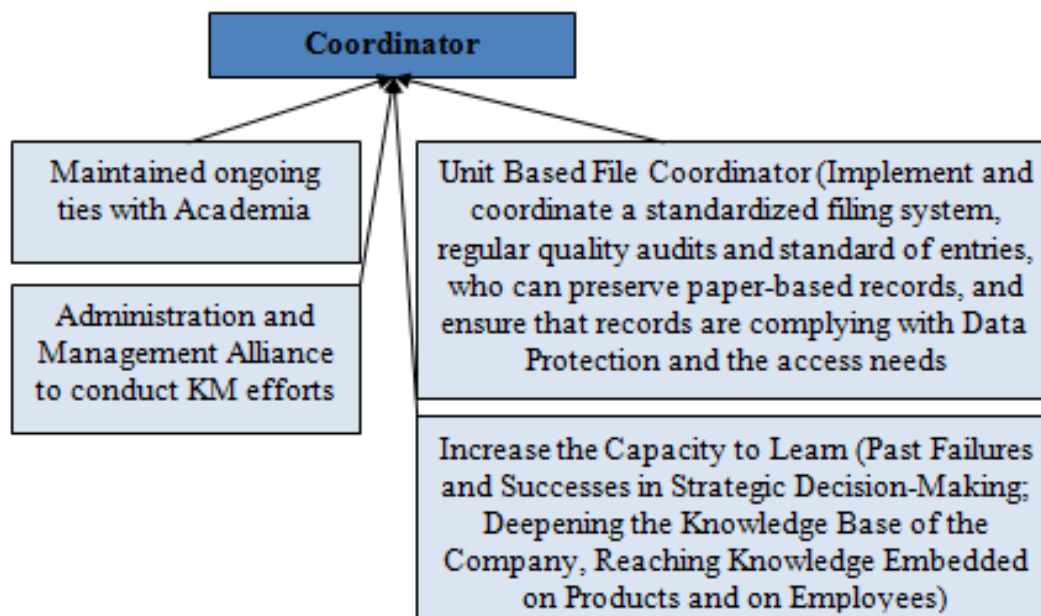 Coordinator
Maintained ongoing
ties with Academia
Administration and
Management Alliance
to conduct KM efforts
Unit Based File Coordinator (Implement and
coordinate a standardized filing system,
regular quality audits and standard of entries,
who can preserve paper-based records, and
ensure that records are complying with Data
Protection and the access needs
Increase the Capacity to Learn (Past Failures
and Successes in Strategic Decision-Making;
Deepening the Knowledge Base of the
Company, Reaching Knowledge Embedded
on Products and on Employees)